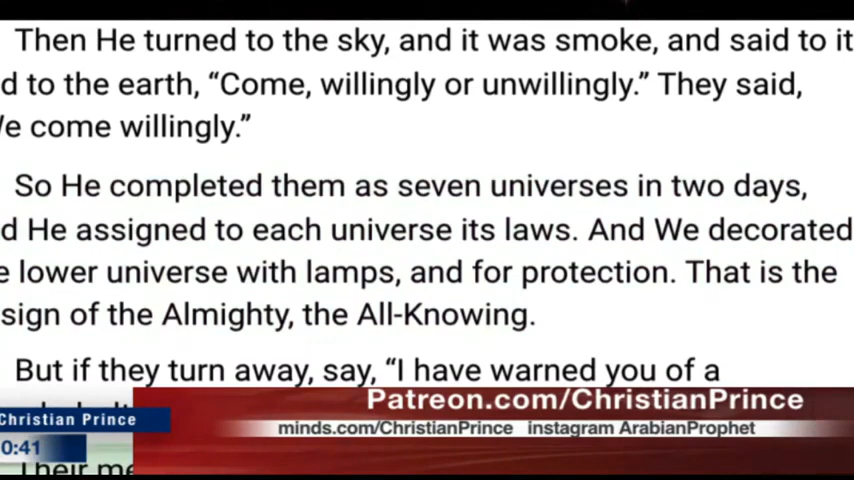 Then He turned to the sky, and it was smoke, and said to it
d to the earth, “Come, willingly or unwillingly.” They said,
e come willingly.”
So He completed them as seven universes in two days,
d He assigned to each universe its laws. And We decorated
e lower universe with lamps, and for protection. That is the
sign of the Almighty, the All-Knowing.
But if they turn away, say, “I have warned you of a
Patreon.com/ChristianPrince
Christian Prince
minds.com/ChristianPrince instagram ArabianProphet
0:41
Their me